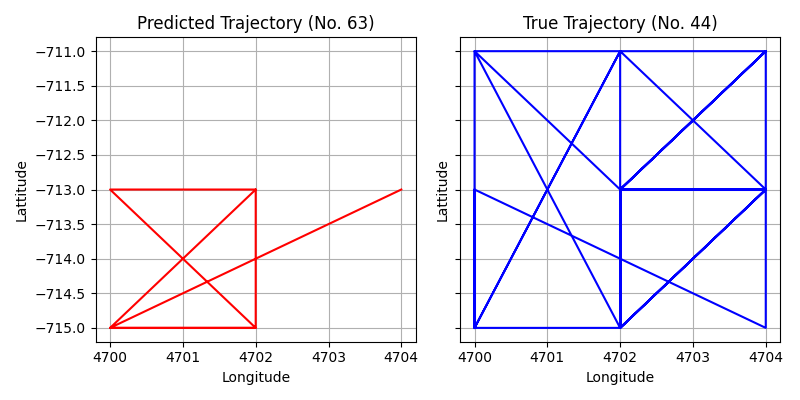 Predicted Trajectory (No. 63)
True Trajectory (No. 44)
−711.0
−711.5
−712.0
−712.5
−713.0
−713.5
−714.0
−714.5
−715.0
Lattitude
Lattitude
4700 4701 4702 4703 4704
4700 4701 4702 4703 4704
Longitude
Longitude